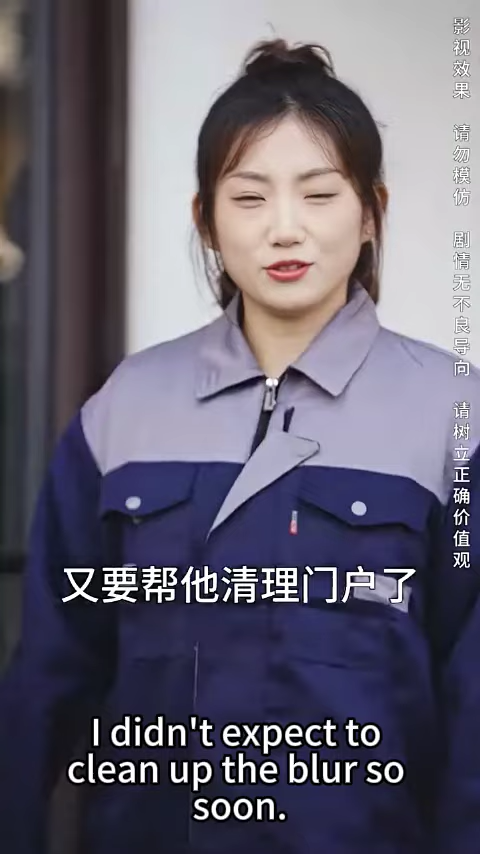 影视效果 请勿模仿 剧情无不良导向 请树立正确价值观
又要帮他清理门户了
I didn't expect to
clean up the blur so
soon.